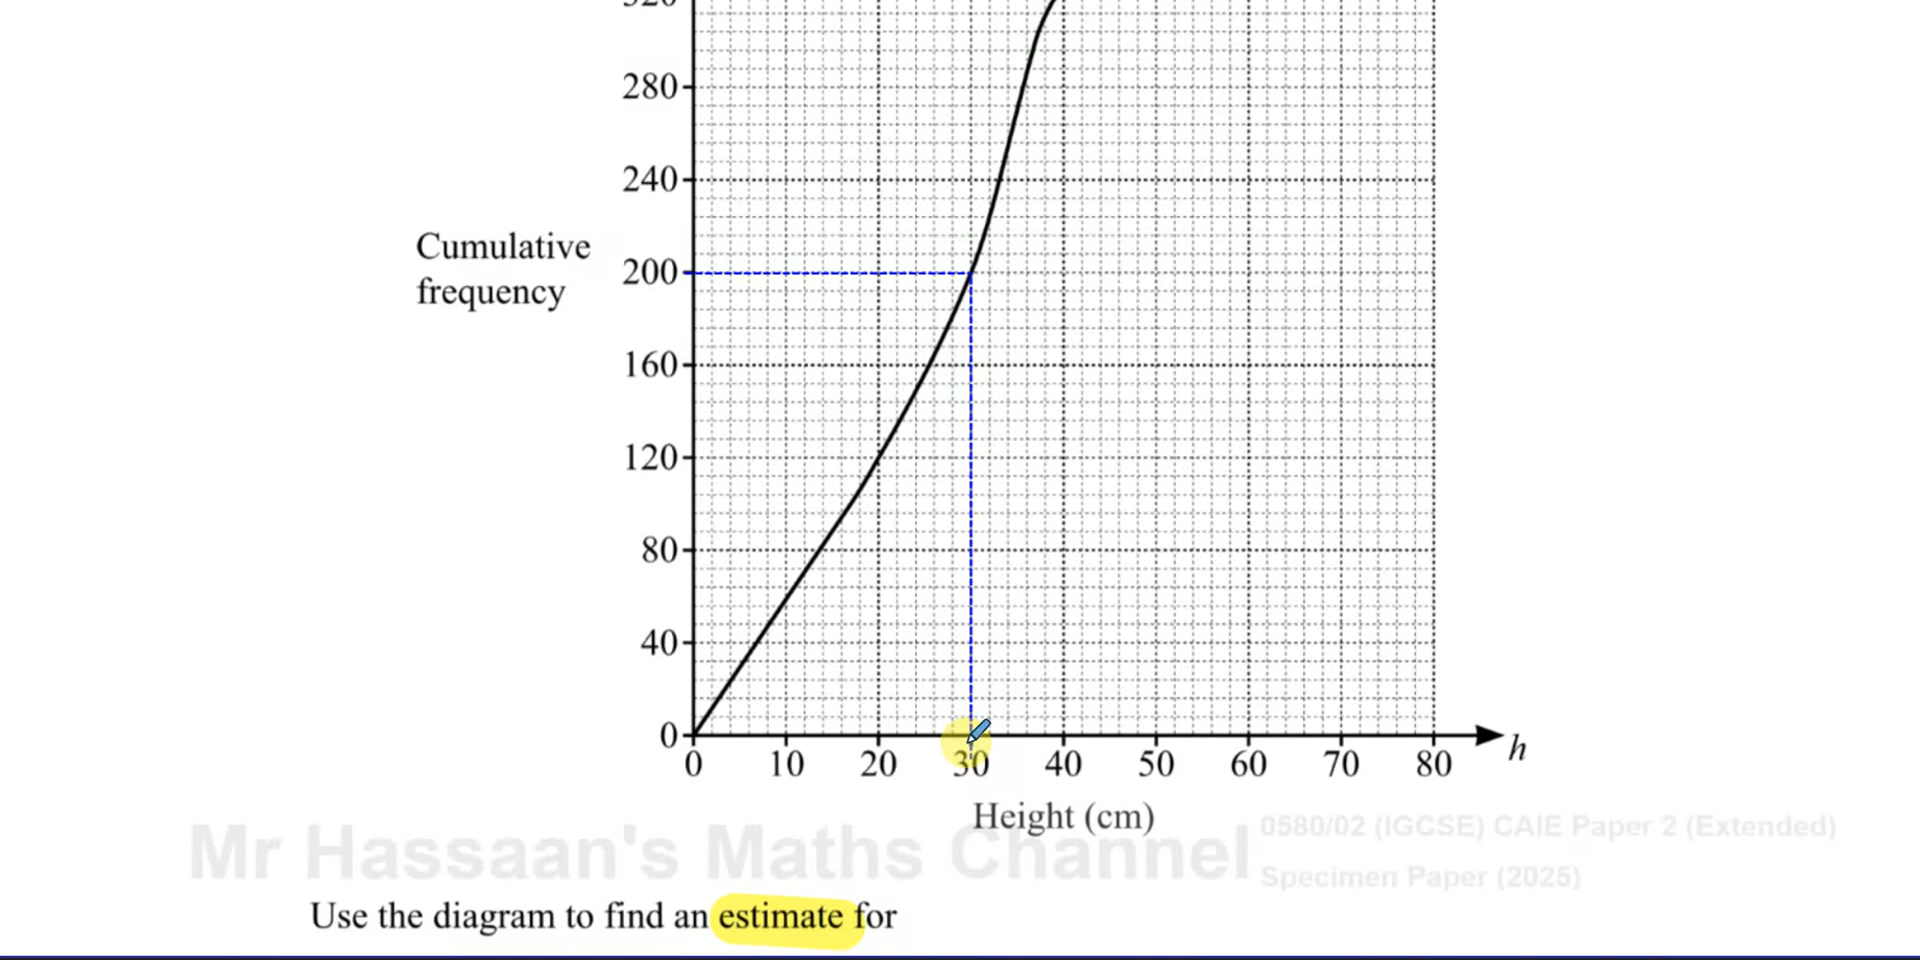 280
240
Cumulative
frequency
200
160
120
80
40
0
0 10 20 30 40 50 60 70 80
h
Height (cm)
Mr Hassaan's Maths Channel
0580/02 (IGCSE) CAIE Paper 2 (Extended)
Specimen Paper (2025)
Use the diagram to find an estimate for